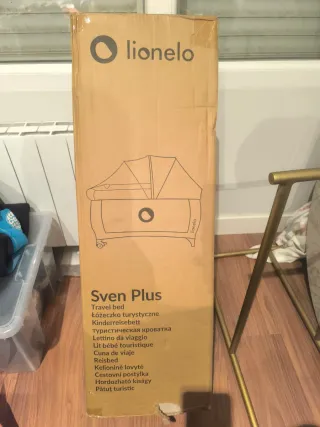 lionelo
lionelo
Sven Plus
Travel bed
Łóżeczko turystyczne
Kinderreisebett
туристическая кроватка
Lettino da viaggio
Lit bébé touristique
Cuna de viaje
Reisbed
Kelioninė lovytė
Cestovní postýlka
Hordozható kiságy
Pătuț turistic